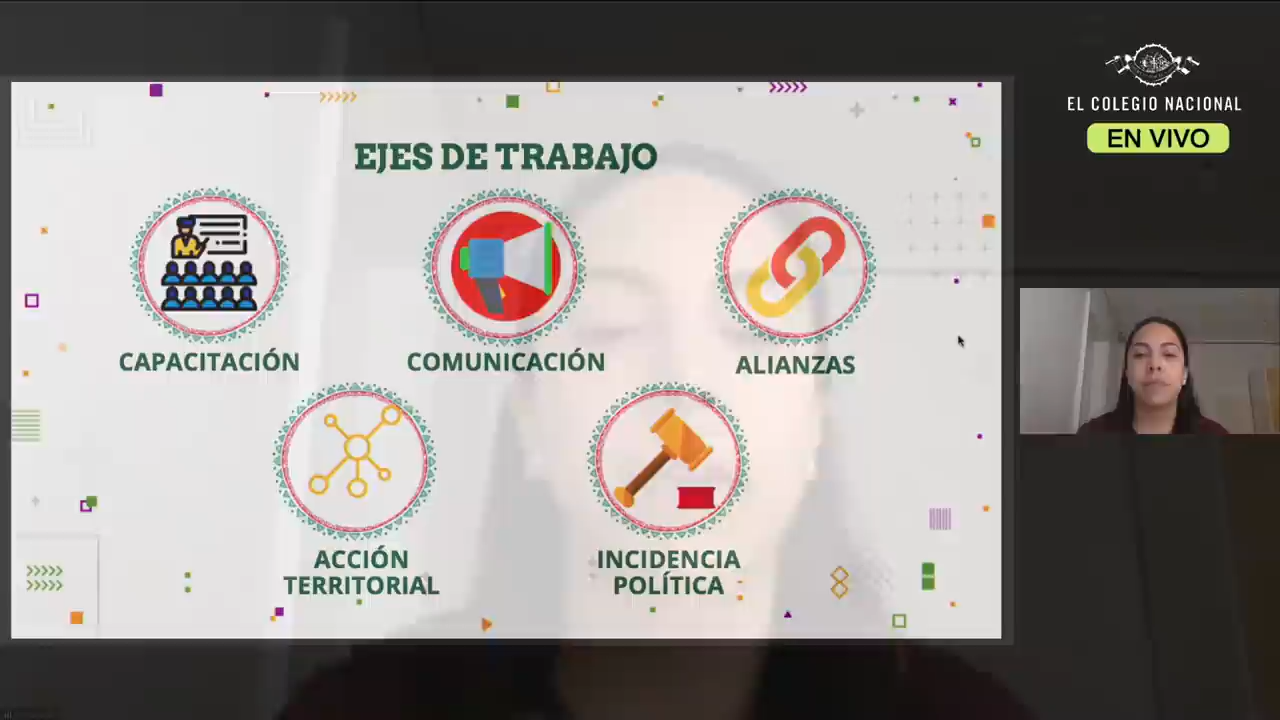 EL COLEGIO NACIONAL
EN VIVO
EJES DE TRABAJO
CAPACITACIÓN
COMUNICACIÓN
ALIANZAS
ACCIÓN
TERRITORIAL
INCIDENCIA
POLÍTICA